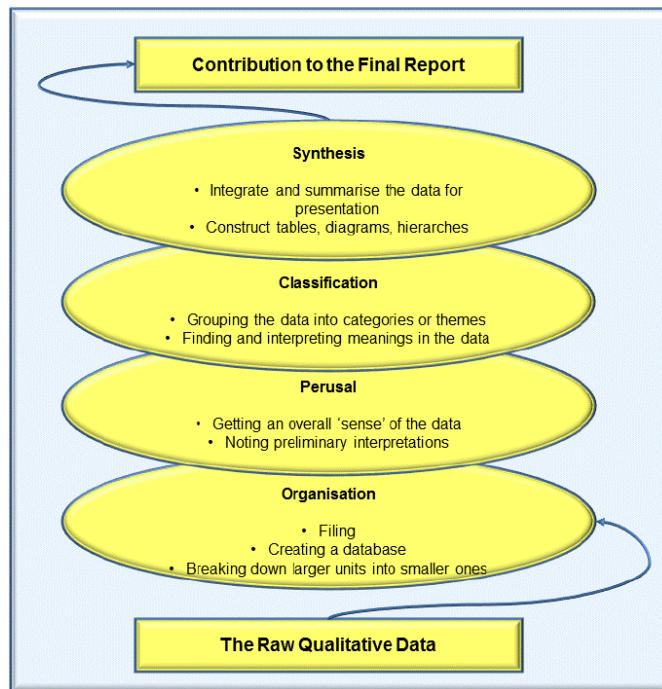 Contribution to the Final Report
Synthesis
• Integrate and summarise the data for
presentation
• Construct tables, diagrams, hierarches
Classification
• Grouping the data into categories or themes
• Finding and interpreting meanings in the data
Perusal
• Getting an overall ‘sense’ of the data
• Noting preliminary interpretations
Organisation
• Filing
• Creating a database
• Breaking down larger units into smaller ones
The Raw Qualitative Data